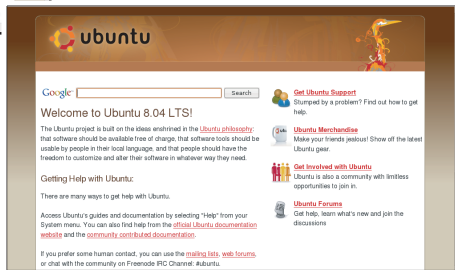 ubuntu
Google Search
Welcome to Ubuntu 8.04 LTS!
The Ubuntu project is built on the ideas enshrined in the Ubuntu philosophy:
that software should be available free of charge, that software tools should be
usable by people in their local language, and that people should have the
freedom to customize and alter their software in whatever way they need.
Getting Help with Ubuntu:
There are many ways to get help with Ubuntu.
Access Ubuntu's guides and documentation by selecting "Help" from your
System menu. You can also find help from the official Ubuntu documentation
website and the community contributed documentation.
If you prefer some human contact, you can use the mailing lists, web forums,
or chat with the community on Freenode IRC Channel: #ubuntu.
Get Ubuntu Support
Stumped by a problem? Find out how to get
help.
Ubuntu Merchandise
Make your friends jealous! Show off the latest
Ubuntu gear.
Get Involved with Ubuntu
Ubuntu is also a community with limitless
opportunities to join in.
Ubuntu Forums
Get help, learn what's new and join the
discussions